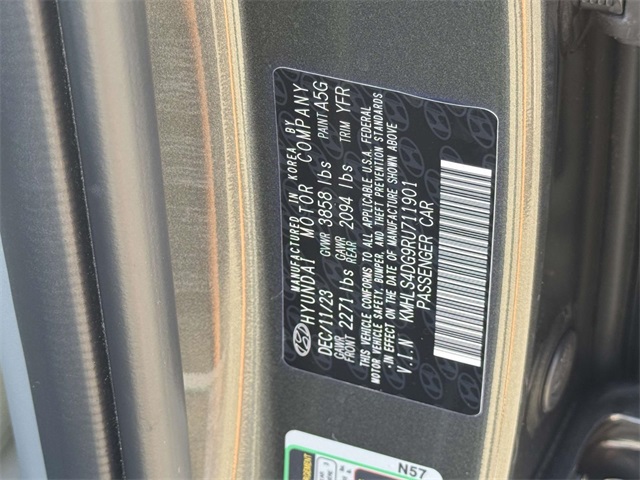 MANUFACTURED IN KOREA BY
HYUNDAI MOTOR COMPANY
DEC/11/23 GVWR 3858 lbs PAINT A5G
GAWR FRONT 2271 lbs GAWR REAR 2094 lbs TRIM YFR
THIS VEHICLE CONFORMS TO ALL APPLICABLE U.S.A. FEDERAL
MOTOR VEHICLE SAFETY, BUMPER, AND THEFT PREVENTION STANDARDS
IN EFFECT ON THE DATE OF MANUFACTURE SHOWN ABOVE
V.I.N KMHLS4DG9RU711901
PASSENGER CAR
N57